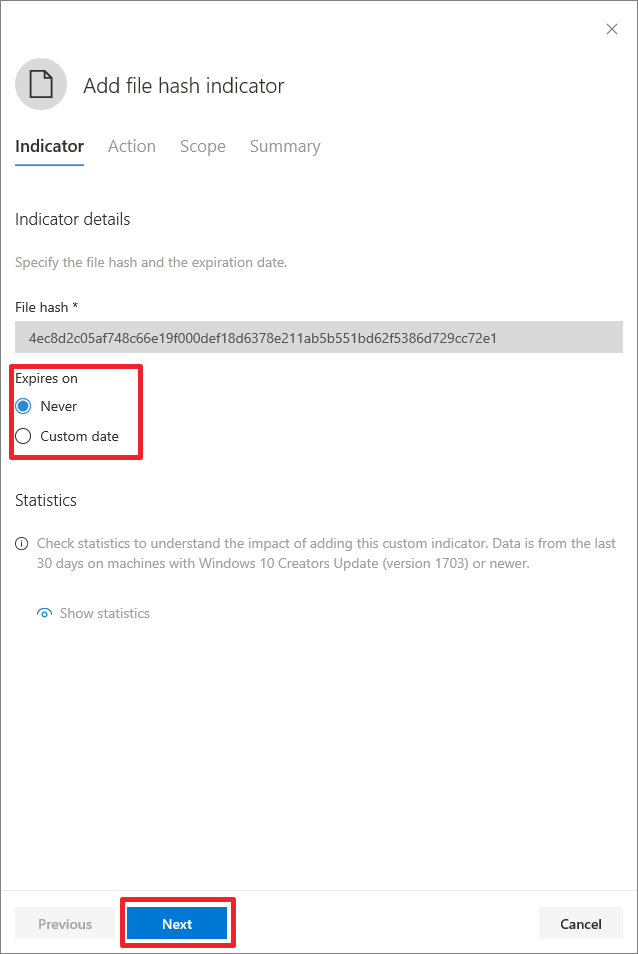 Add file hash indicator
Indicator Action Scope Summary
Indicator details
Specify the file hash and the expiration date.
File hash *
4ec8d2c05af748c66e19f000def18d6378e211ab5b551bd62f5386d729cc72e1
Expires on
Never
Custom date
Statistics
Check statistics to understand the impact of adding this custom indicator. Data is from the last
30 days on machines with Windows 10 Creators Update (version 1703) or newer.
Show statistics
Previous Next Cancel